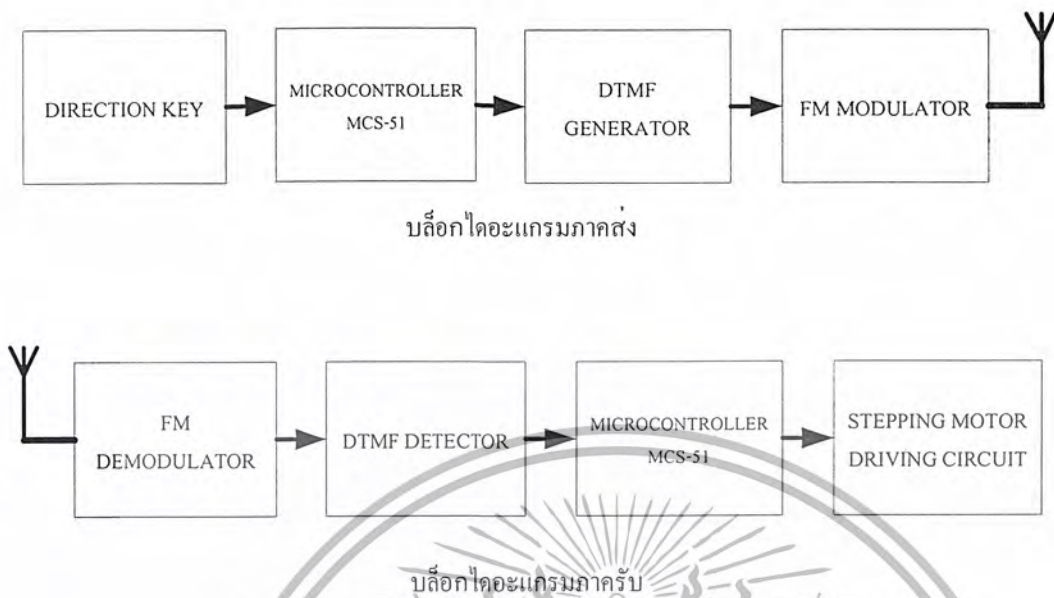 DIRECTION KEY
MICROCONTROLLER
MCS-51
DTMF
GENERATOR
FM MODULATOR
บล็อกไดอะแกรมภาคส่ง
FM
DEMODULATOR
DTMF DETECTOR
MICROCONTROLLER
MCS-51
STEPPING MOTOR
DRIVING CIRCUIT
บล็อกไดอะแกรมภาครับ